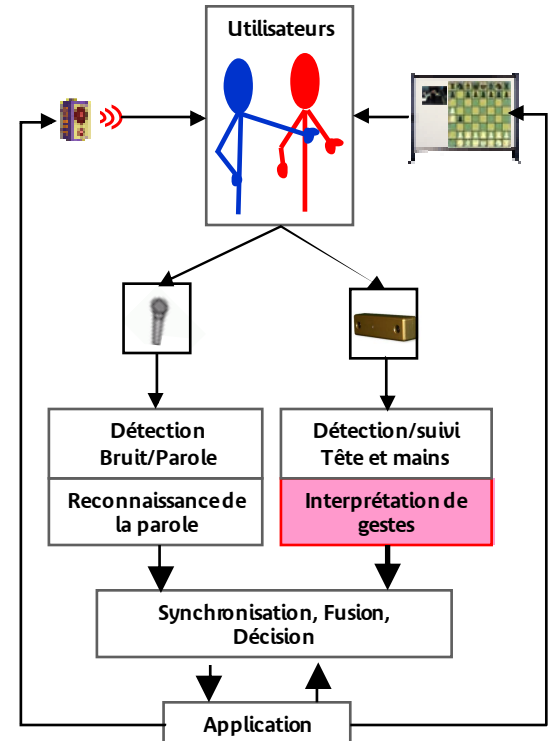 Utilisateurs
Détection
Bruit/Parole
Reconnaissance de
la parole
Détection/suivi
Tête et mains
Interprétation de
gestes
Synchronisation, Fusion,
Décision
Application